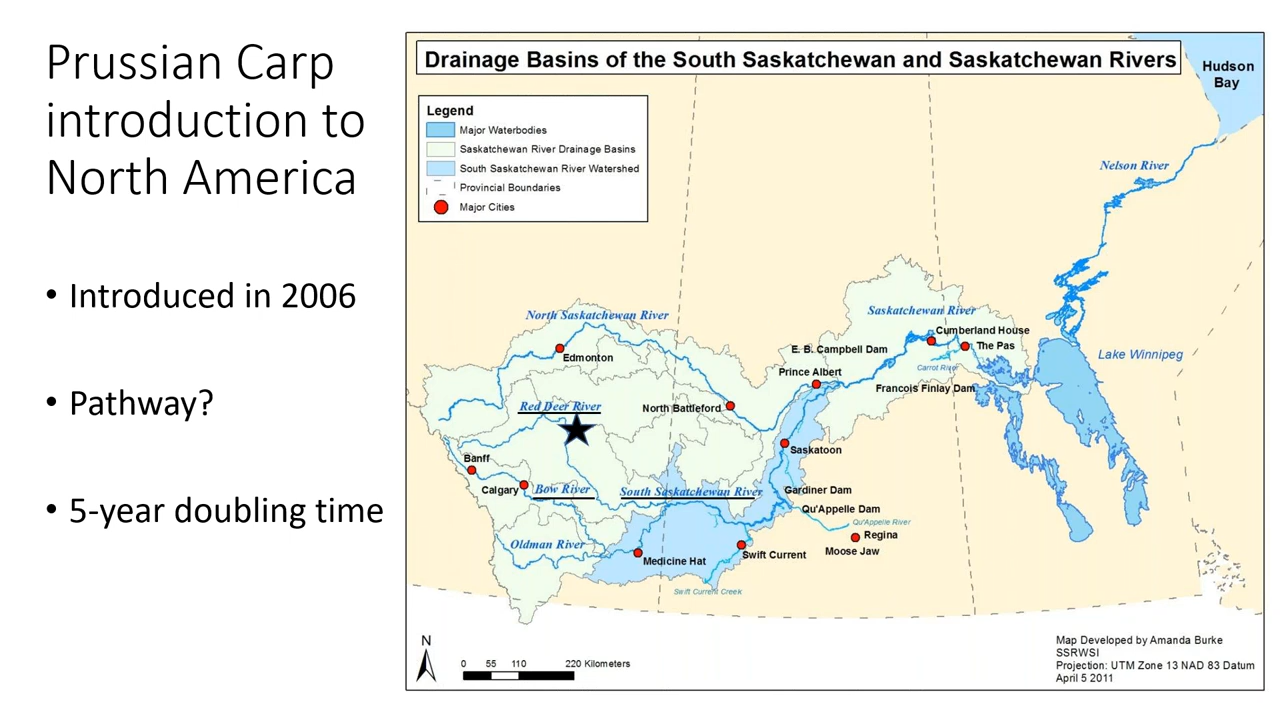 Prussian Carp
introduction to
North America
• Introduced in 2006
• Pathway?
• 5-year doubling time
Drainage Basins of the South Saskatchewan and Saskatchewan Rivers
Hudson
Bay
Legend
Major Waterbodies
Saskatchewan River Drainage Basins
South Saskatchewan River Watershed
Provincial Boundaries
Major Cities
Nelson River
North Saskatchewan River
Saskatchewan River
Cumberland House
The Pas
Edmonton
E. B. Campbell Dam
Lake Winnipeg
Carrot River
Prince Albert
Francois Finlay Dam
Red Deer River
North Battleford
Saskatoon
Banff
Calgary
Bow River
South Saskatchewan River
Gardiner Dam
Qu'Appelle Dam
Qu'Appelle River
Regina
Moose Jaw
Oldman River
Medicine Hat
Swift Current
Swift Current Creek
N
0 55 110 220 Kilometers
Map Developed by Amanda Burke
SSRWSI
Projection: UTM Zone 13 NAD 83 Datum
April 5 2011